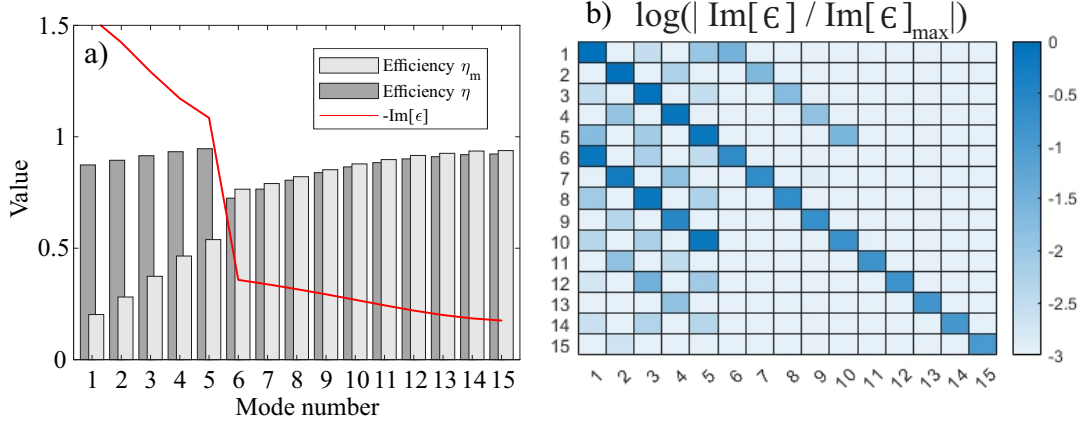 a)
1.5
1
0.5
0
Value
Efficiency ηm
Efficiency η
-Im[ϵ]
1 2 3 4 5 6 7 8 9 10 11 12 13 14 15
Mode number
b) log(| Im[ϵ] / Im[ϵ]max|)
1
2
3
4
5
6
7
8
9
10
11
12
13
14
15
1 2 3 4 5 6 7 8 9 10 11 12 13 14 15
0
-0.5
-1
-1.5
-2
-2.5
-3